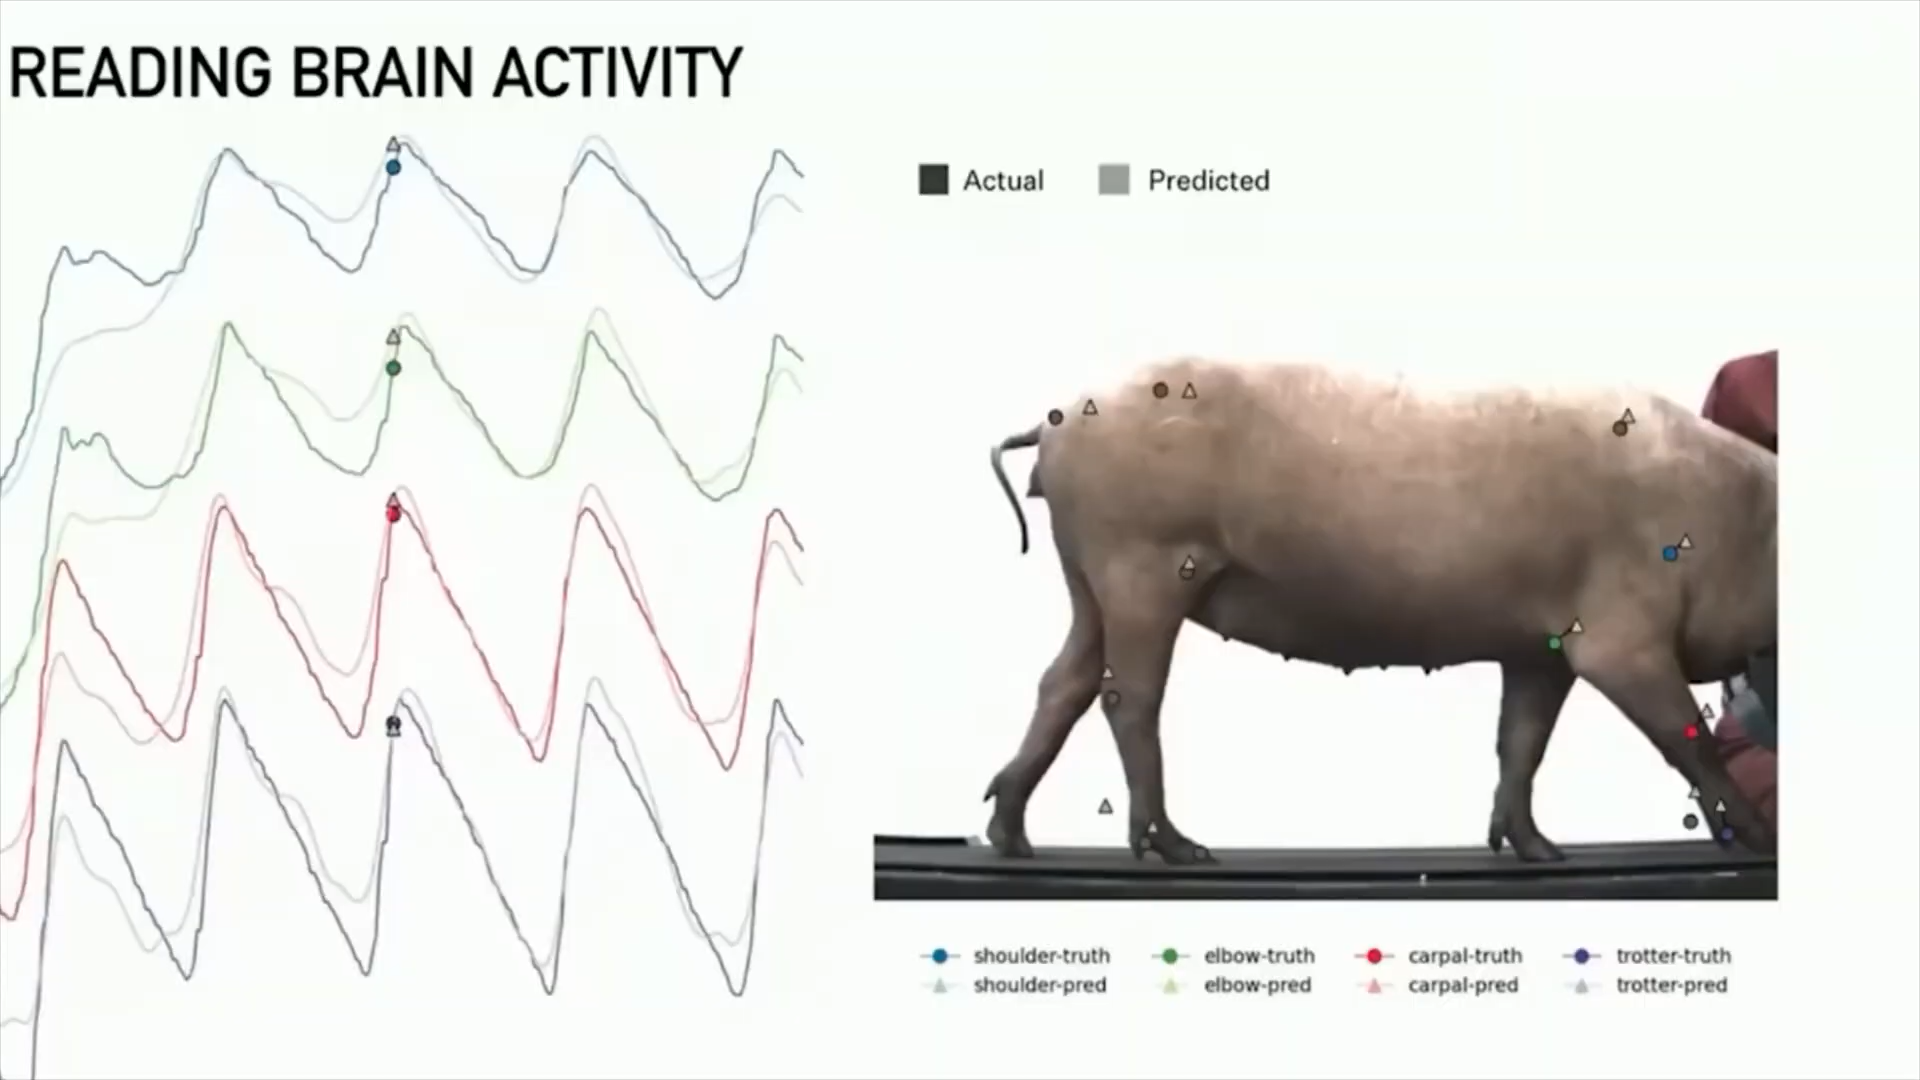 READING BRAIN ACTIVITY
Actual Predicted
shoulder-truth elbow-truth carpal-truth trotter-truth
shoulder-pred elbow-pred carpal-pred trotter-pred